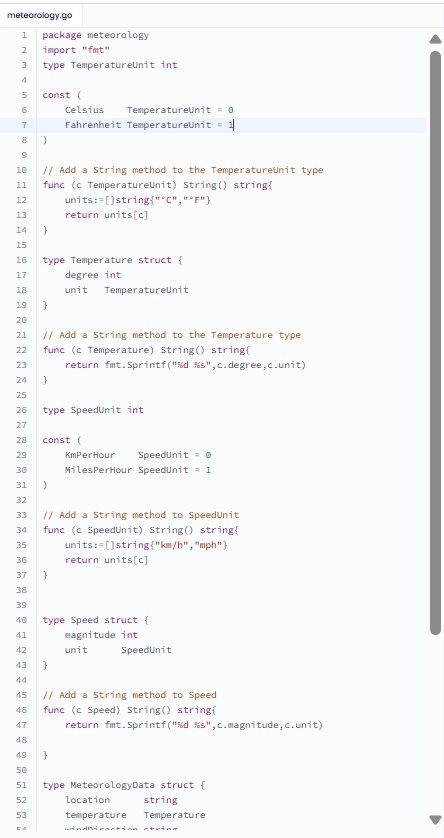 meteorology.go
1 package meteorology
2 import "fmt"
3 type TemperatureUnit int
4
5 const (
6     Celsius    TemperatureUnit = 0
7     Fahrenheit TemperatureUnit = 1
8 )
9
10 // Add a String method to the TemperatureUnit type
11 func (c TemperatureUnit) String() string{
12     units:=[]string{"°C","°F"}
13     return units[c]
14 }
15
16 type Temperature struct {
17     degree int
18     unit   TemperatureUnit
19 }
20
21 // Add a String method to the Temperature type
22 func (c Temperature) String() string{
23     return fmt.Sprintf("%d %s",c.degree,c.unit)
24 }
25
26 type SpeedUnit int
27
28 const (
29     KmPerHour    SpeedUnit = 0
30     MilesPerHour SpeedUnit = 1
31 )
32
33 // Add a String method to SpeedUnit
34 func (c SpeedUnit) String() string{
35     units:=[]string{"km/h","mph"}
36     return units[c]
37 }
38
39
40 type Speed struct {
41     magnitude int
42     unit      SpeedUnit
43 }
44
45 // Add a String method to Speed
46 func (c Speed) String() string{
47     return fmt.Sprintf("%d %s",c.magnitude,c.unit)
48
49 }
50
51 type MeteorologyData struct {
52     location      string
53     temperature   Temperature
54     windDirection string